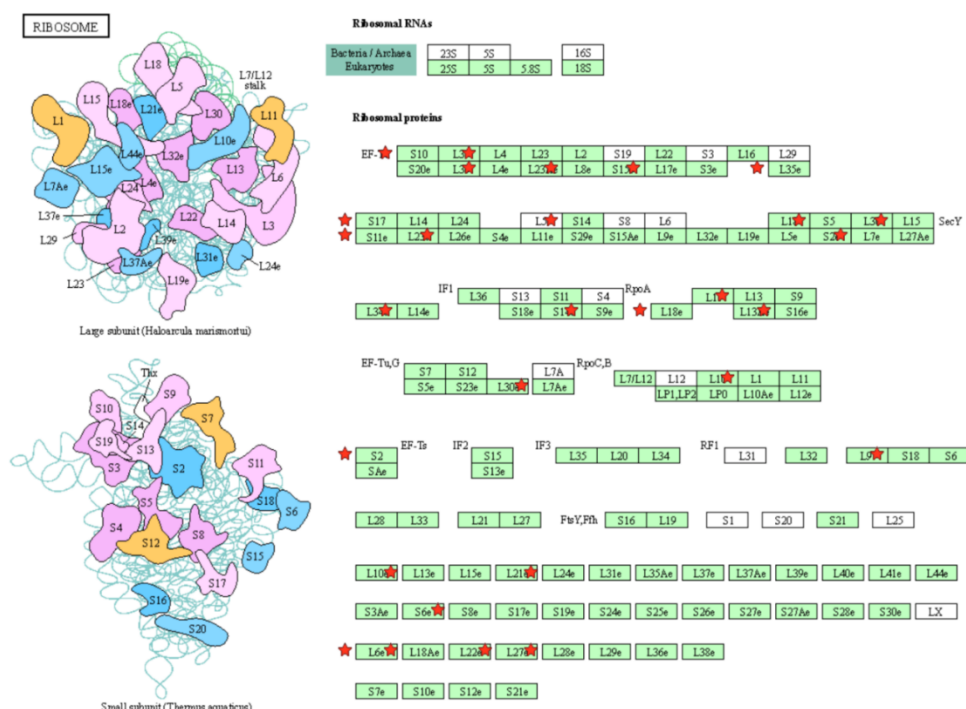 RIBOSOME
L18
L5
L7/L12
stalk
L15
L18e
L21e
L30
L11
L1
L10e
L44e
L32e
L15e
L13
L6
L7Ae
L4e
L24
L37e
L22
L14
L3
L29
L2
L39e
L37Ae
L31e
L24e
L23
L19e
Large subunit (Haloarcula marismortui)
Thx
S9
S10
S7
S14
S19
S13
S3
S2
S11
S18
S6
S5
S4
S8
S12
S15
S17
S16
S20
Small subunit (Thermus aquaticus)
Ribosomal RNAs
Bacteria / Archaea 23S 5S 16S
Eukaryotes 25S 5S 5.8S 18S
Ribosomal proteins
S10 L4 L23 L2 S19 L22 S3 L16 L29
S20e L4e L8e L17e S3e L35e
S17 L14 L24 S14 S8 L6 S5 L15 SecY
S11e L26e S4e L11e S29e S15Ae L9e L32e L19e L5e L7e L27Ae
IF1 L36 S13 S11 S4 RpoA L13 S9
L14e S18e S9e L18e S16e
EF-Tu,G S7 S12 L7A RpoC,B L7/L12 L12 L1 L11
S5e S23e L7Ae LP1,LP2 LP0 L10Ae L12e
S2 EF-Ts IF2 S15 IF3 L35 L20 L34 RF1 L31 L32 S18 S6
SAe S13e
L28 L33 L21 L27 FtsY,Ffh S16 L19 S1 S20 S21 L25
L13e L15e L24e L31e L35Ae L37e L37Ae L39e L40e L41e L44e
S3Ae S6e S8e S17e S19e S24e S25e S26e S27e S27Ae S28e S30e LX
L6e L18Ae L22e L27e L28e L29e L36e L38e
S7e S10e S12e S21e